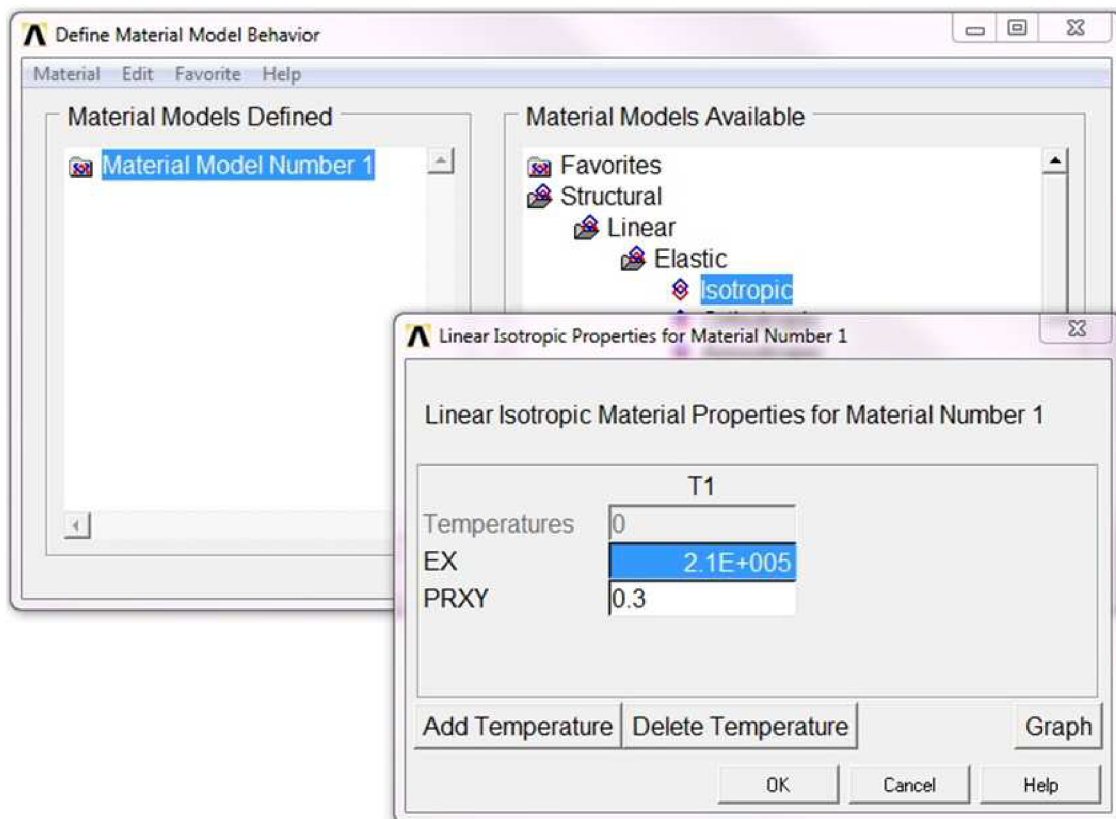 Define Material Model Behavior
Material Edit Favorite Help
Material Models Defined
Material Model Number 1
Material Models Available
Favorites
Structural
Linear
Elastic
Isotropic
Linear Isotropic Properties for Material Number 1
Linear Isotropic Material Properties for Material Number 1
T1
Temperatures 0
EX 2.1E+005
PRXY 0.3
Add Temperature Delete Temperature Graph
OK Cancel Help